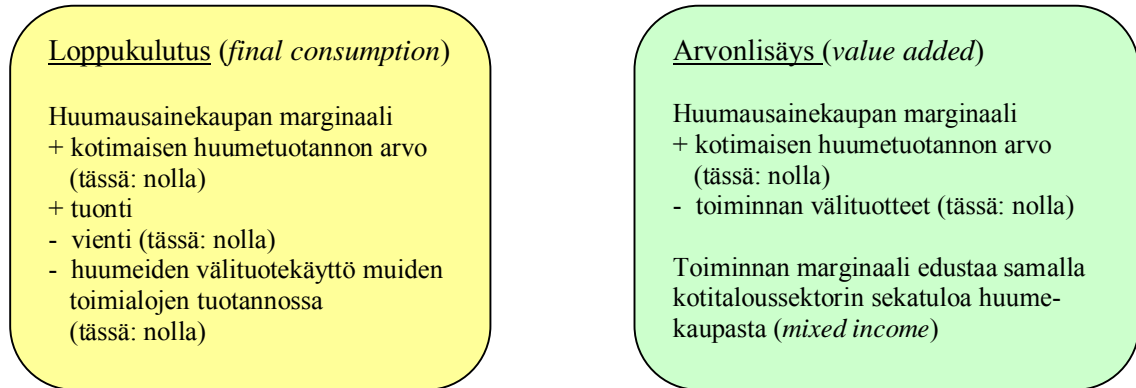 Loppukulutus (final consumption)
Huumausainekaupan marginaali
+ kotimaisen huumetuotannon arvo
(tässä: nolla)
+ tuonti
- vienti (tässä: nolla)
- huumeiden välituotekäyttö muiden
toimialojen tuotannossa
(tässä: nolla)
Arvonlisäys (value added)
Huumausainekaupan marginaali
+ kotimaisen huumetuotannon arvo
(tässä: nolla)
- toiminnan välituotteet (tässä: nolla)
Toiminnan marginaali edustaa samalla
kotitaloussektorin sekatuloa huume-
kaupasta (mixed income)